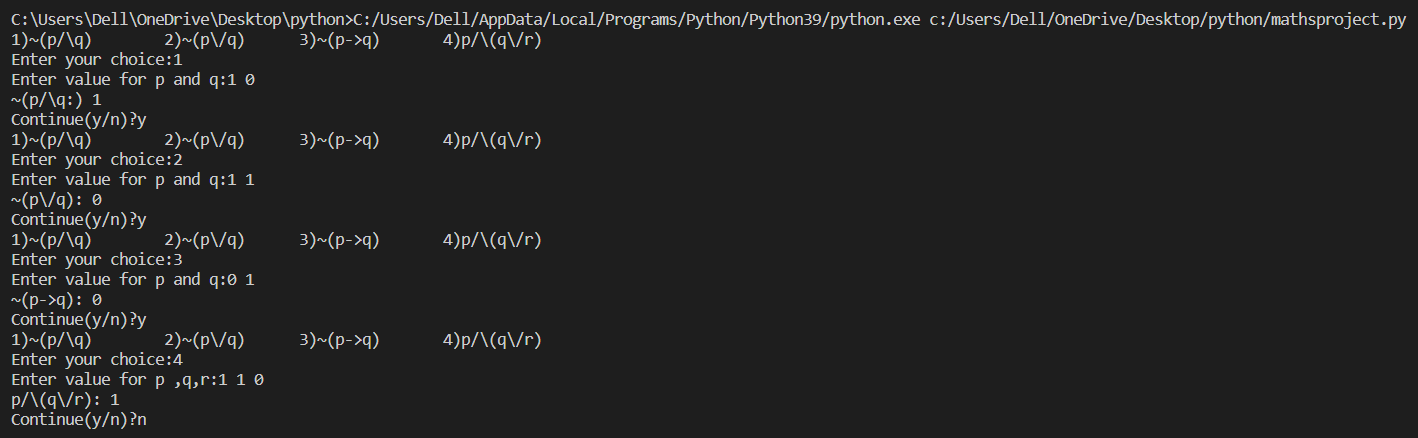 C:\Users\Dell\OneDrive\Desktop\python>C:/Users/Dell/AppData/Local/Programs/Python/Python39/python.exe c:/Users/Dell/OneDrive/Desktop/python/mathsproject.py
1)~(p/\q)        2)~(p\/q)      3)~(p->q)       4)p/\(q\/r)
Enter your choice:1
Enter value for p and q:1 0
~(p/\q:) 1
Continue(y/n)?y
1)~(p/\q)        2)~(p\/q)      3)~(p->q)       4)p/\(q\/r)
Enter your choice:2
Enter value for p and q:1 1
~(p\/q): 0
Continue(y/n)?y
1)~(p/\q)        2)~(p\/q)      3)~(p->q)       4)p/\(q\/r)
Enter your choice:3
Enter value for p and q:0 1
~(p->q): 0
Continue(y/n)?y
1)~(p/\q)        2)~(p\/q)      3)~(p->q)       4)p/\(q\/r)
Enter your choice:4
Enter value for p ,q,r:1 1 0
p/\(q\/r): 1
Continue(y/n)?n